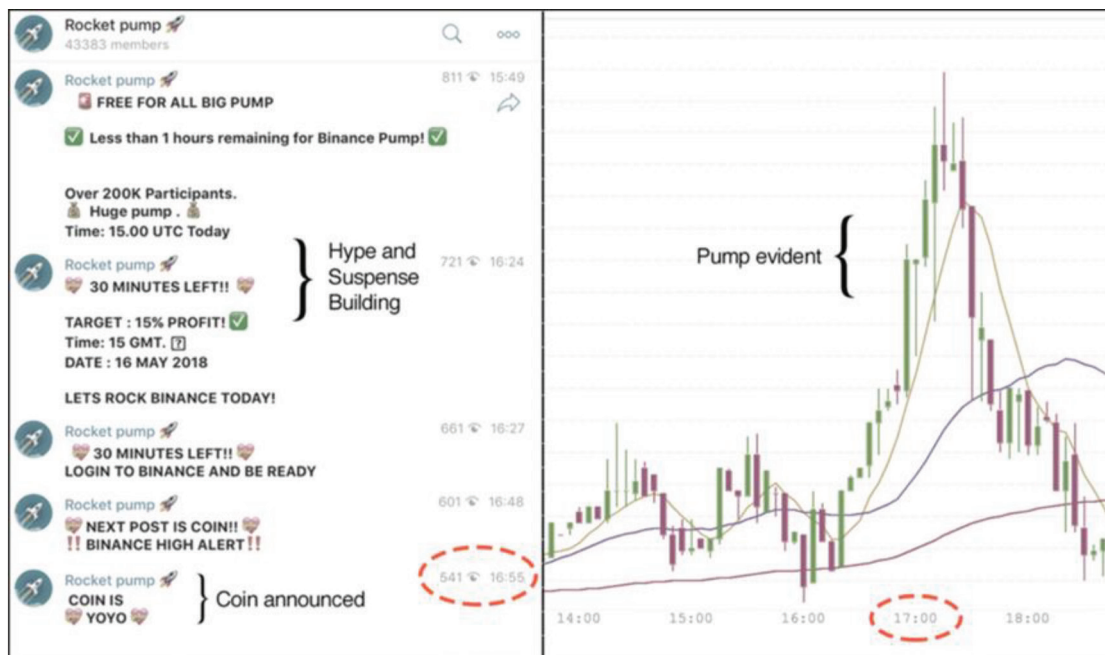 Rocket pump 🚀
43383 members
Rocket pump 🚀
811 15:49
🚨 FREE FOR ALL BIG PUMP
✅ Less than 1 hours remaining for Binance Pump! ✅
Over 200K Participants.
💰 Huge pump . 💰
Time: 15.00 UTC Today
Rocket pump 🚀
721 16:24
💝 30 MINUTES LEFT!! 💝
TARGET : 15% PROFIT! ✅
Time: 15 GMT. ?
DATE : 16 MAY 2018
LETS ROCK BINANCE TODAY!
Hype and
Suspense
Building
Rocket pump 🚀
661 16:27
💝 30 MINUTES LEFT!! 💝
LOGIN TO BINANCE AND BE READY
Rocket pump 🚀
601 16:48
💝 NEXT POST IS COIN!! 💝
‼️ BINANCE HIGH ALERT ‼️
Rocket pump 🚀
541 16:55
COIN IS
💝 YOYO 💝
Coin announced
Pump evident
14:00 15:00 16:00 17:00 18:00